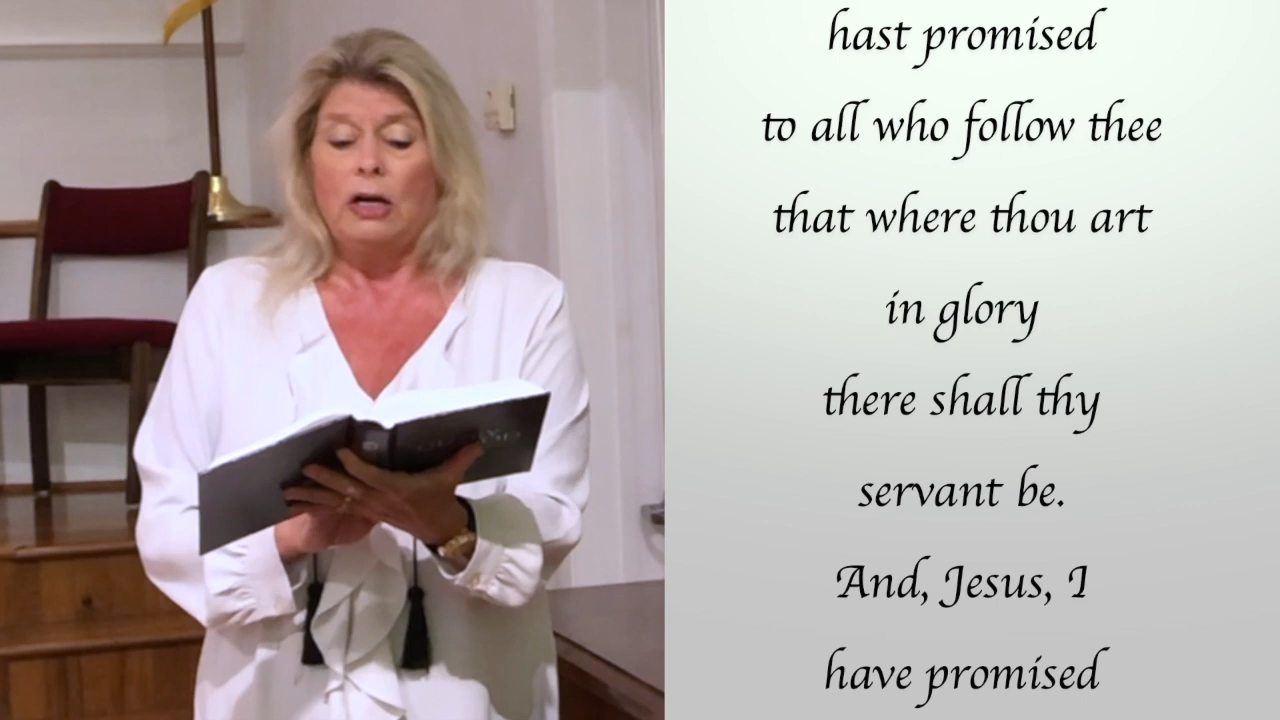 hast promised
to all who follow thee
that where thou art
in glory
there shall thy
servant be.
And, Jesus, I
have promised